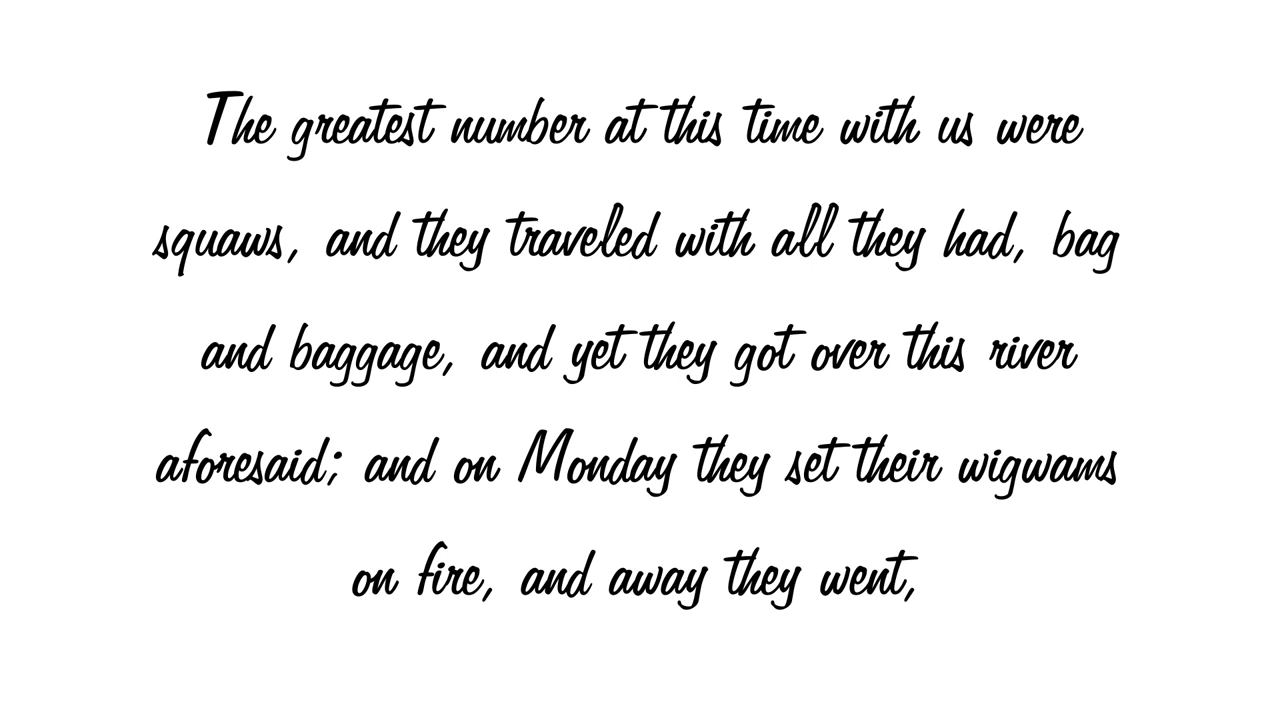 The greatest number at this time with us were
squaws, and they traveled with all they had, bag
and baggage, and yet they got over this river
aforesaid; and on Monday they set their wigwams
on fire, and away they went,